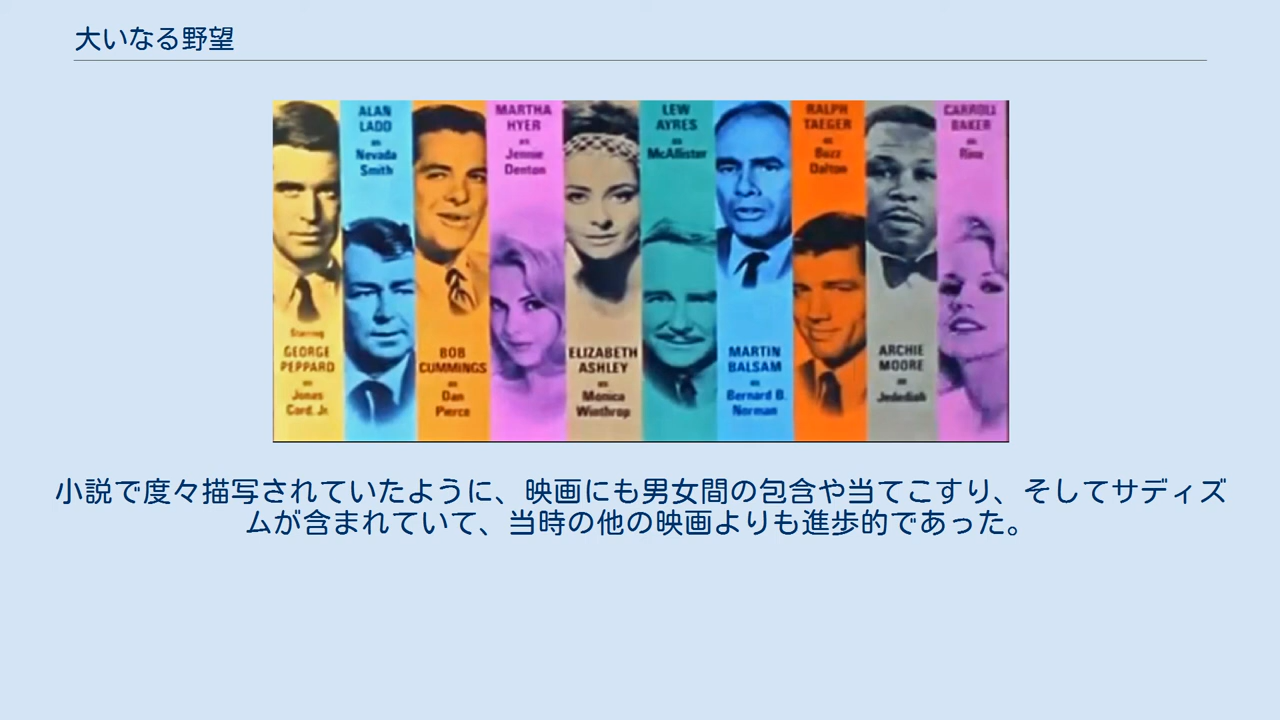 大いなる野望
Starring
GEORGE
PEPPARD
as
Jonas
Cord, Jr.
ALAN
LADD
as
Nevada
Smith
BOB
CUMMINGS
as
Dan
Pierce
MARTHA
HYER
as
Jennie
Denton
ELIZABETH
ASHLEY
as
Monica
Winthrop
LEW
AYRES
as
McAllister
MARTIN
BALSAM
as
Bernard B.
Norman
RALPH
TAEGER
as
Buzz
Dalton
ARCHIE
MOORE
as
Jedediah
CARROLL
BAKER
as
Rina
小説で度々描写されていたように、映画にも男女間の包含や当てこすり、そしてサディズ
ムが含まれていて、当時の他の映画よりも進歩的であった。